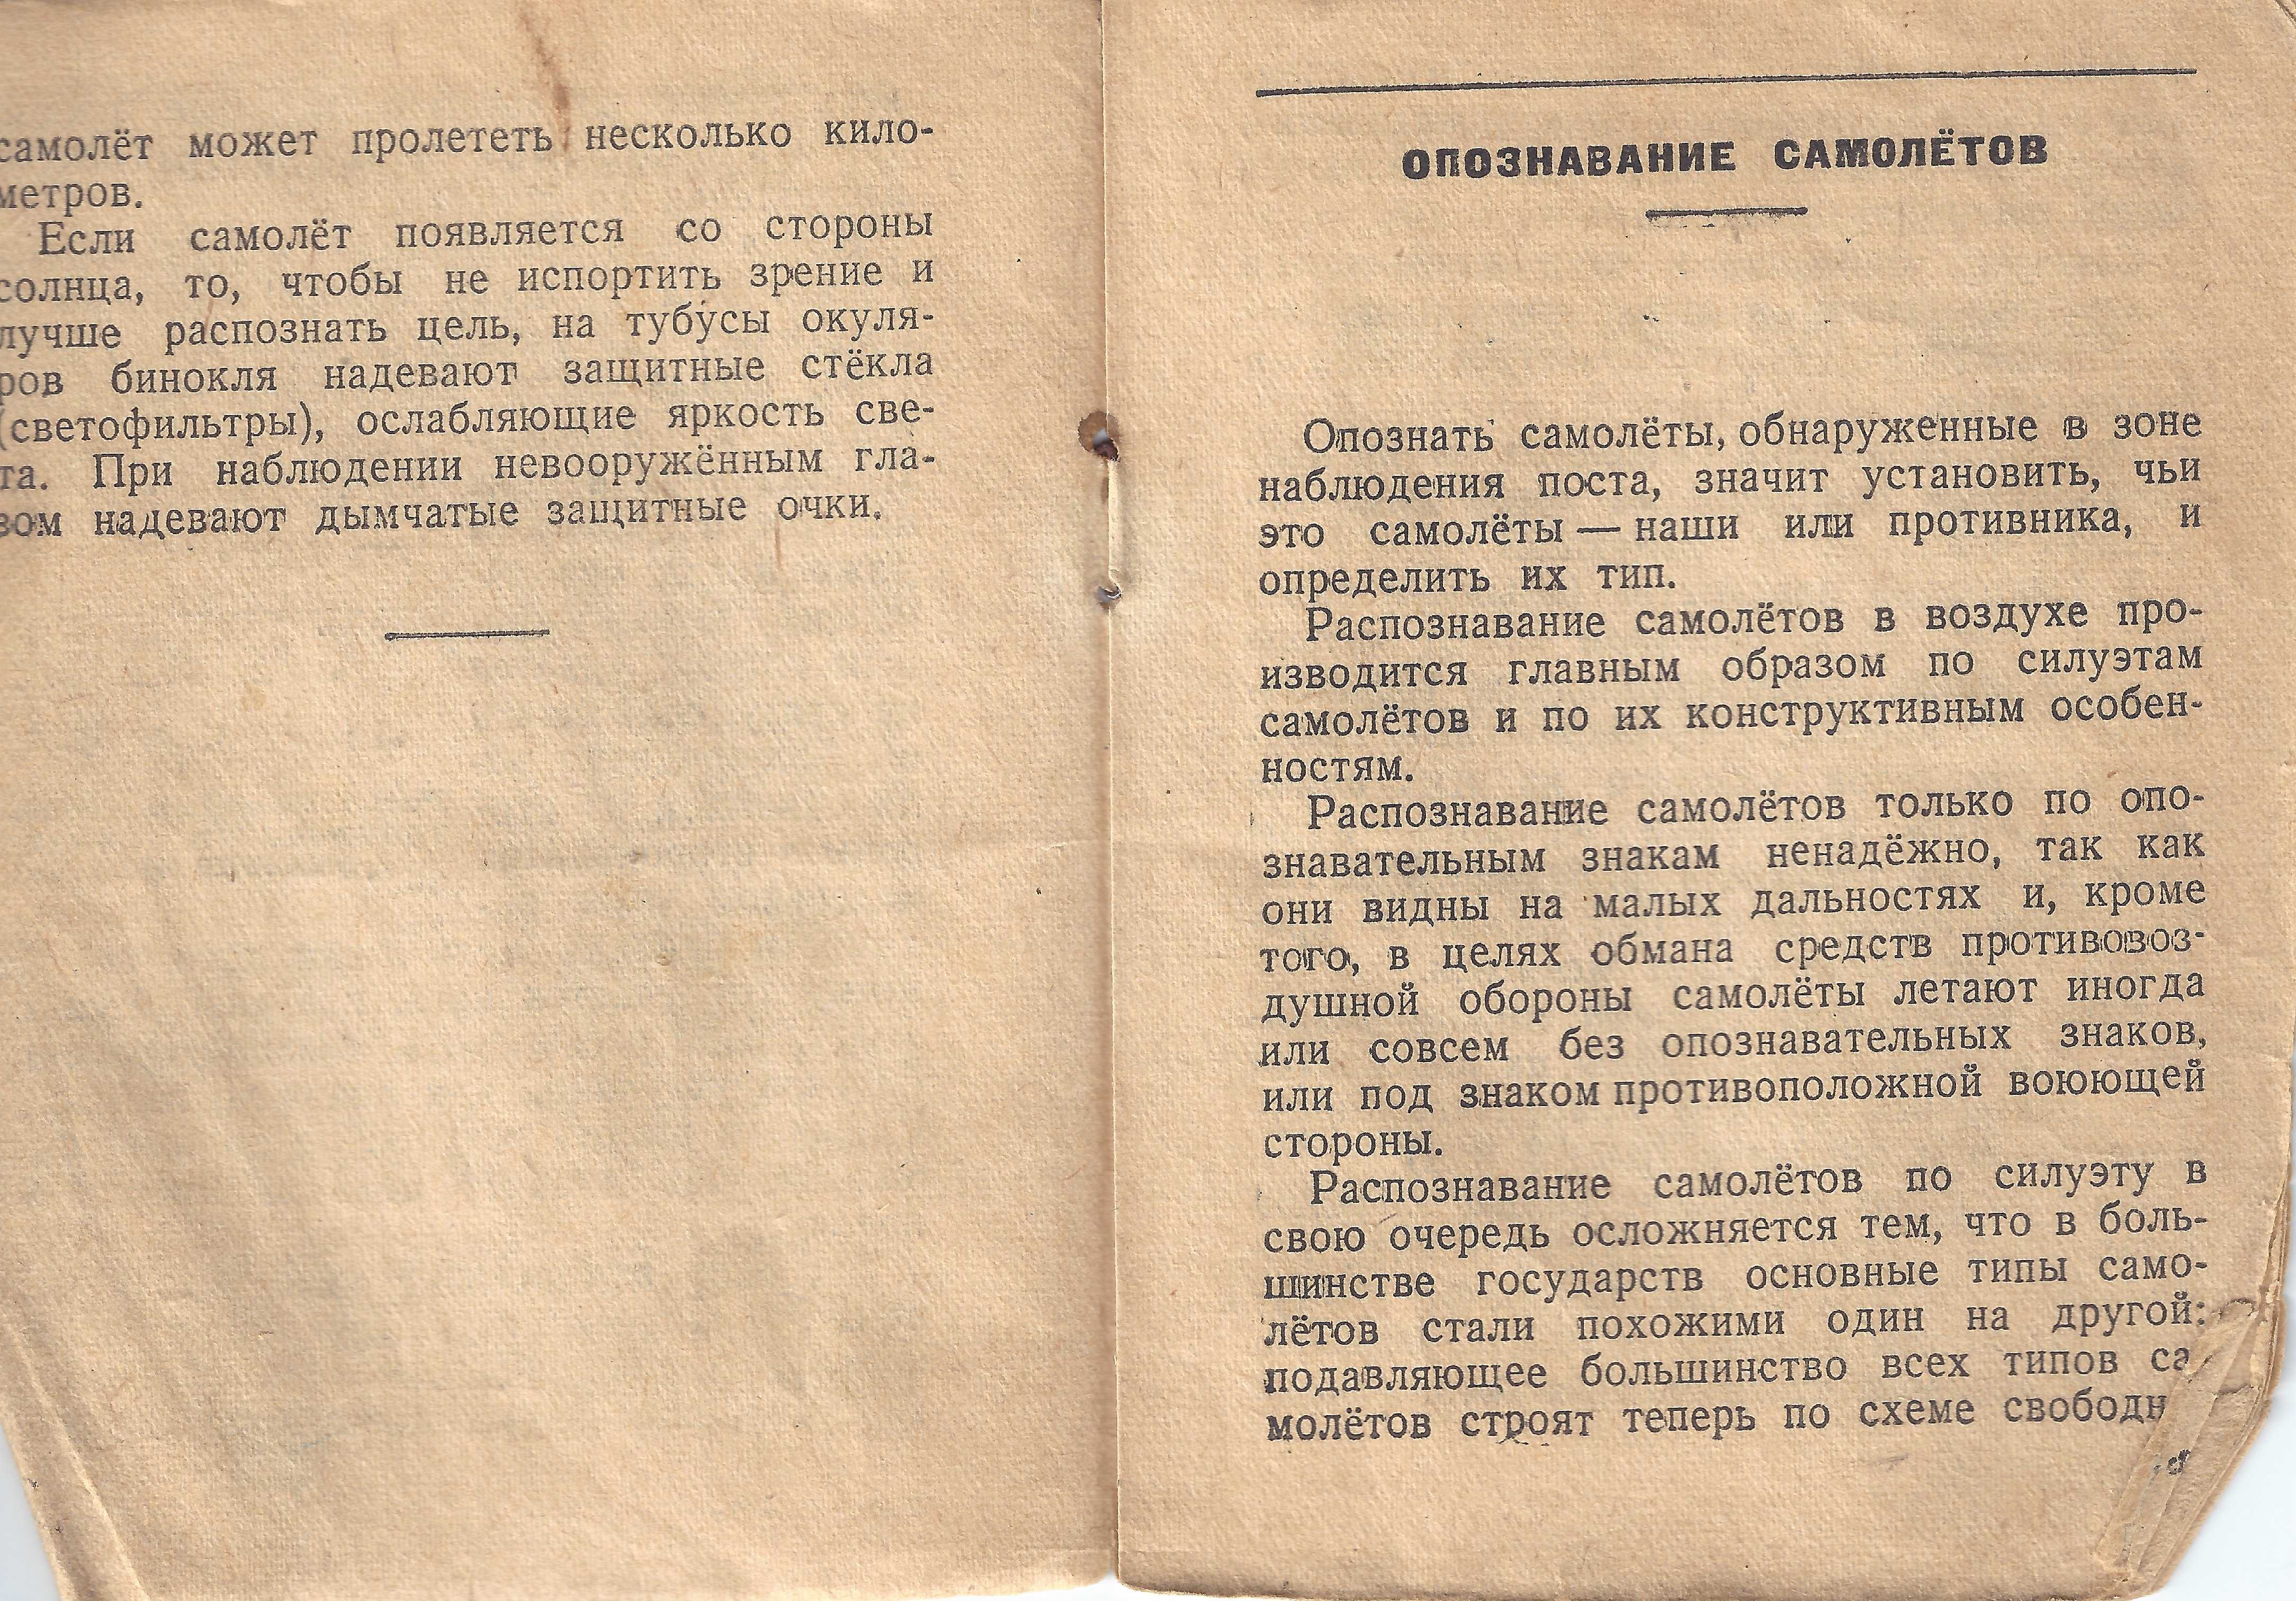 самолёт может пролететь несколько кило-
метров.
Если самолёт появляется со стороны
солнца, то, чтобы не испортить зрение и
лучше распознать цель, на тубусы окуля-
ров бинокля надевают защитные стёкла
(светофильтры), ослабляющие яркость све-
та. При наблюдении невооружённым гла-
зом надевают дымчатые защитные очки.
ОПОЗНАВАНИЕ САМОЛЁТОВ
Опознать самолёты, обнаруженные в зоне
наблюдения поста, значит установить, чьи
это самолёты — наши или противника, и
определить их тип.
Распознавание самолётов в воздухе про-
изводится главным образом по силуэтам
самолётов и по их конструктивным особен-
ностям.
Распознавание самолётов только по опо-
знавательным знакам ненадёжно, так как
они видны на малых дальностях и, кроме
того, в целях обмана средств противовоз-
душной обороны самолёты летают иногда
или совсем без опознавательных знаков,
или под знаком противоположной воюющей
стороны.
Распознавание самолётов по силуэту в
свою очередь осложняется тем, что в боль-
шинстве государств основные типы само-
лётов стали похожими один на другой:
подавляющее большинство всех типов са
молётов строят теперь по схеме свободн